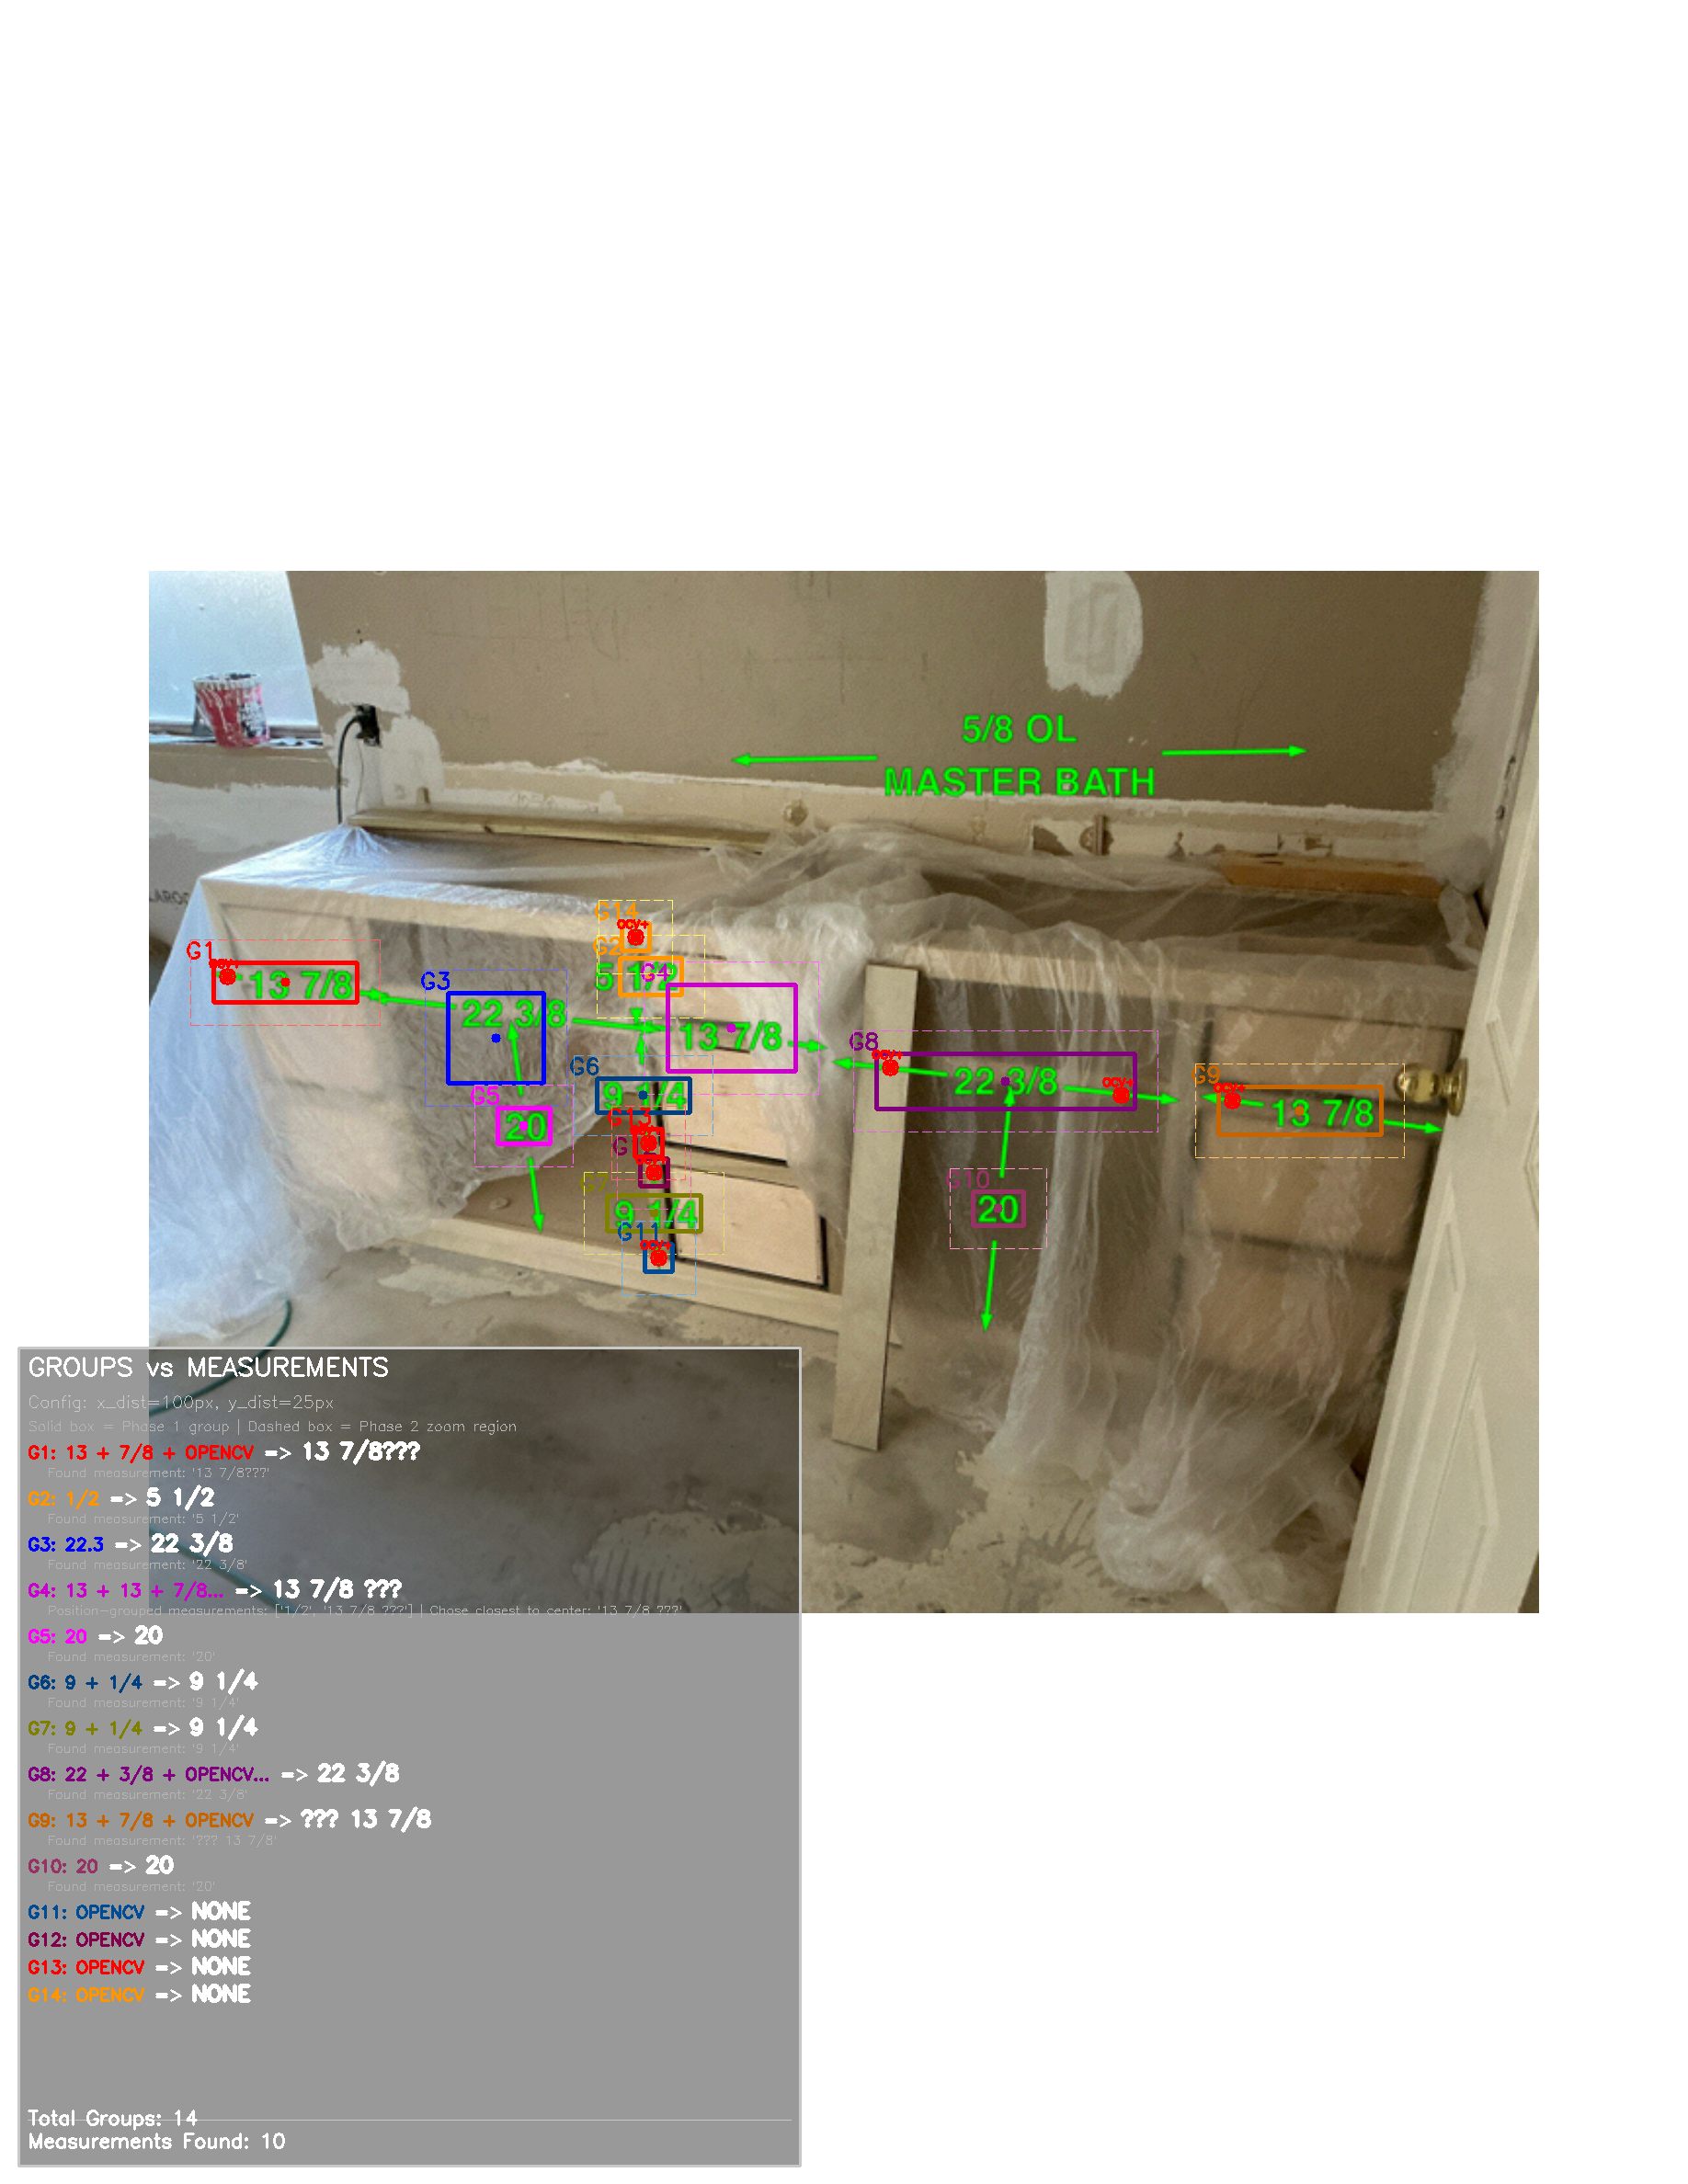 5/8 OL
MASTER BATH
G14
ocv+
G2
5 1/2
G1
ocv+
13 7/8
G3
22 3/8
G4
13 7/8
G8
ocv+
22 3/8
ocv+
G9
ocv+
13 7/8
G6
9 1/4
G5
20
G13
G10
20
G7
9 1/4
G11
ocv+
GROUPS vs MEASUREMENTS
Config: x_dist=100px, y_dist=25px
Solid box = Phase 1 group | Dashed box = Phase 2 zoom region
G1: 13 + 7/8 + OPENCV => 13 7/8???
Found measurement: '13 7/8???'
G2: 1/2 => 5 1/2
Found measurement: '5 1/2'
G3: 22.3 => 22 3/8
Found measurement: '22 3/8'
G4: 13 + 13 + 7/8... => 13 7/8 ???
Position-grouped measurements: ['1/2', '13 7/8 ???'] | Chose closest to center: '13 7/8 ???'
G5: 20 => 20
Found measurement: '20'
G6: 9 + 1/4 => 9 1/4
Found measurement: '9 1/4'
G7: 9 + 1/4 => 9 1/4
Found measurement: '9 1/4'
G8: 22 + 3/8 + OPENCV... => 22 3/8
Found measurement: '22 3/8'
G9: 13 + 7/8 + OPENCV => ??? 13 7/8
Found measurement: '??? 13 7/8'
G10: 20 => 20
Found measurement: '20'
G11: OPENCV => NONE
G12: OPENCV => NONE
G13: OPENCV => NONE
G14: OPENCV => NONE
Total Groups: 14
Measurements Found: 10